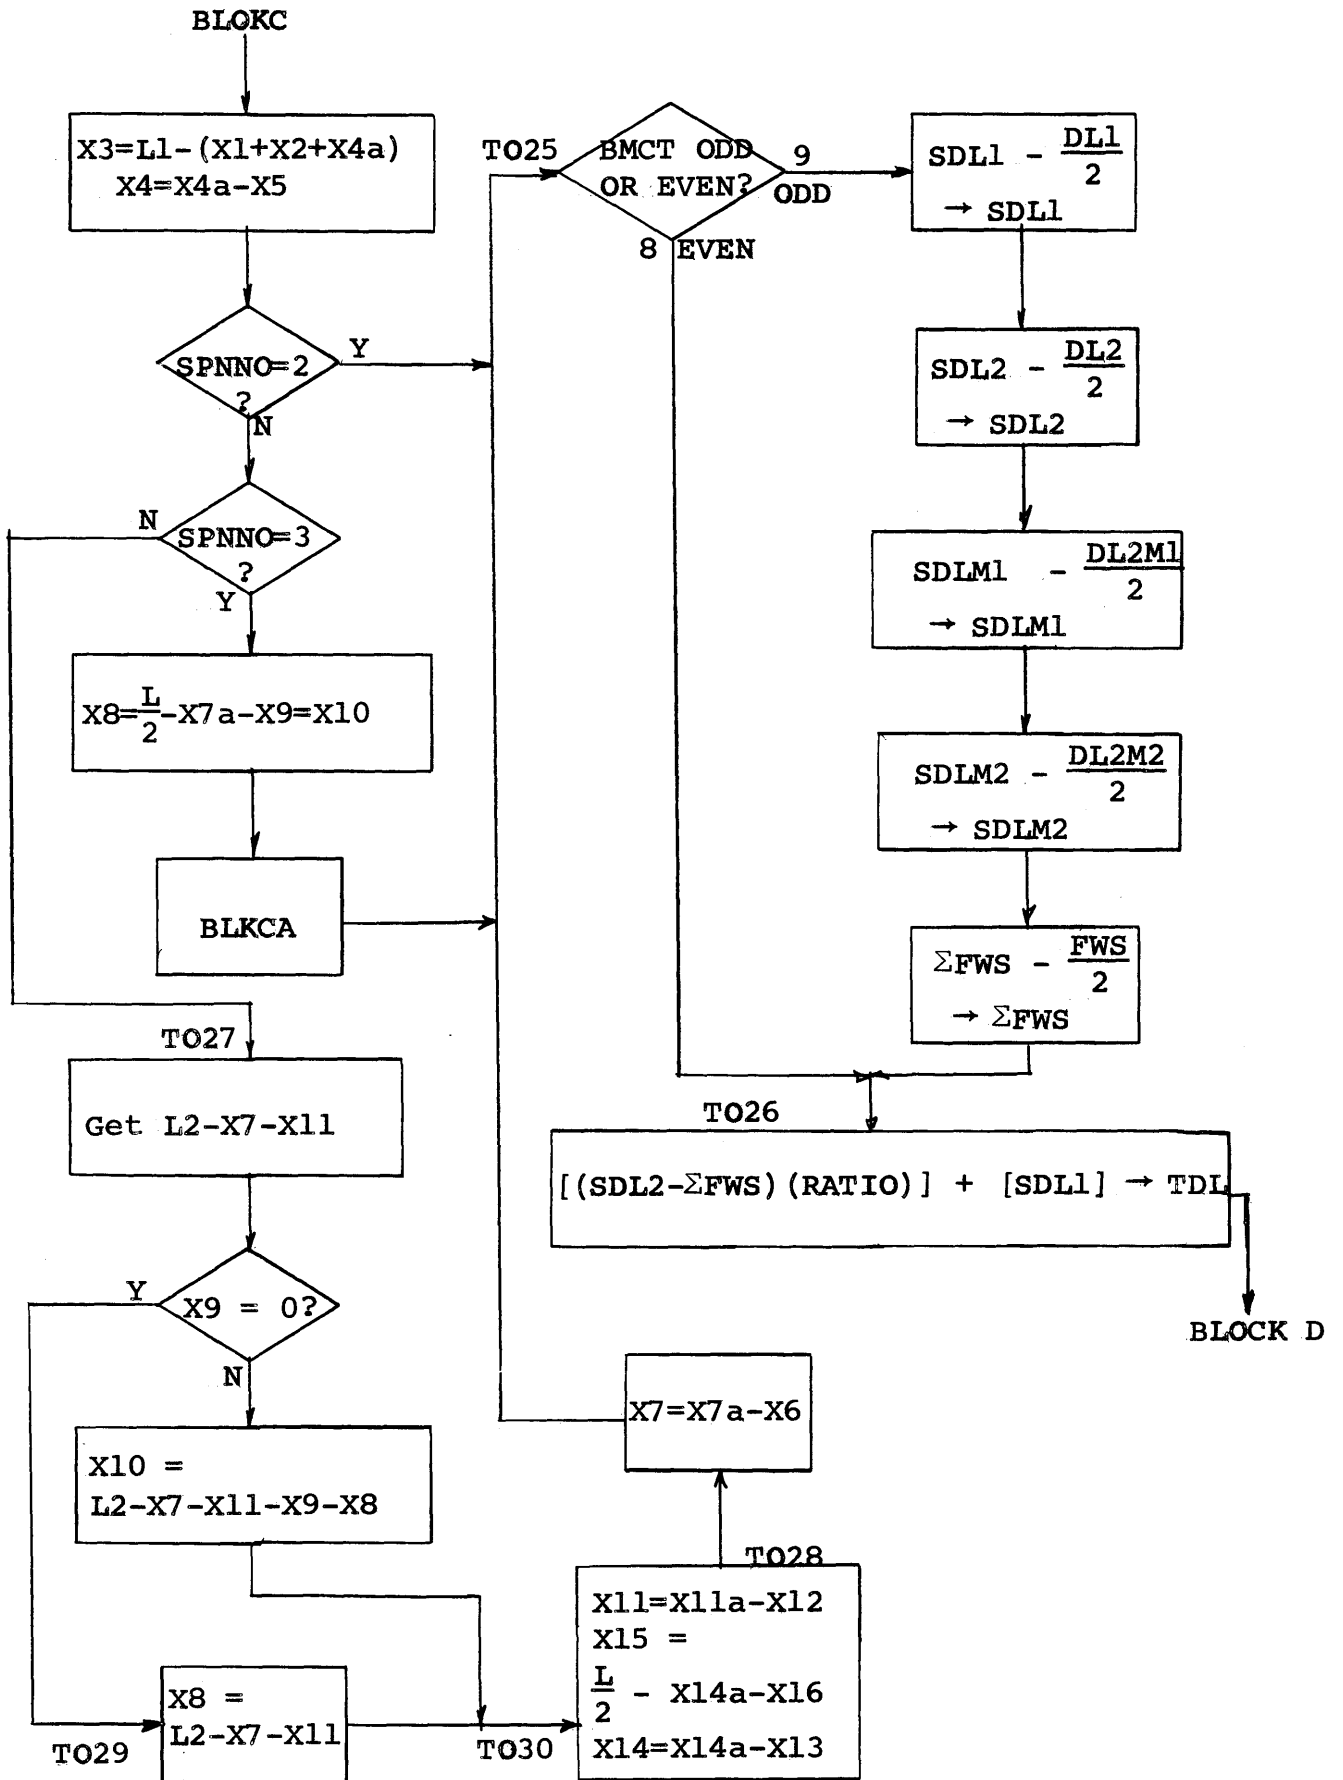 BLOKC
X3=L1-(X1+X2+X4a)
X4=X4a-X5
SPNNO=2
?
Y
N
SPNNO=3
?
N
Y
X8=L/2-X7a-X9=X10
BLKCA
TO27
Get L2-X7-X11
X9 = 0?
Y
N
X10 =
L2-X7-X11-X9-X8
X8 =
L2-X7-X11
TO29
TO30
TO28
X11=X11a-X12
X15 =
L/2 - X14a-X16
X14=X14a-X13
X7=X7a-X6
TO25
BMCT ODD
OR EVEN?
9
ODD
8 EVEN
SDL1 - DL1/2
→ SDL1
SDL2 - DL2/2
→ SDL2
SDLM1 - DL2M1/2
→ SDLM1
SDLM2 - DL2M2/2
→ SDLM2
ΣFWS - FWS/2
→ ΣFWS
TO26
[(SDL2-ΣFWS)(RATIO)] + [SDL1] → TDL
BLOCK D